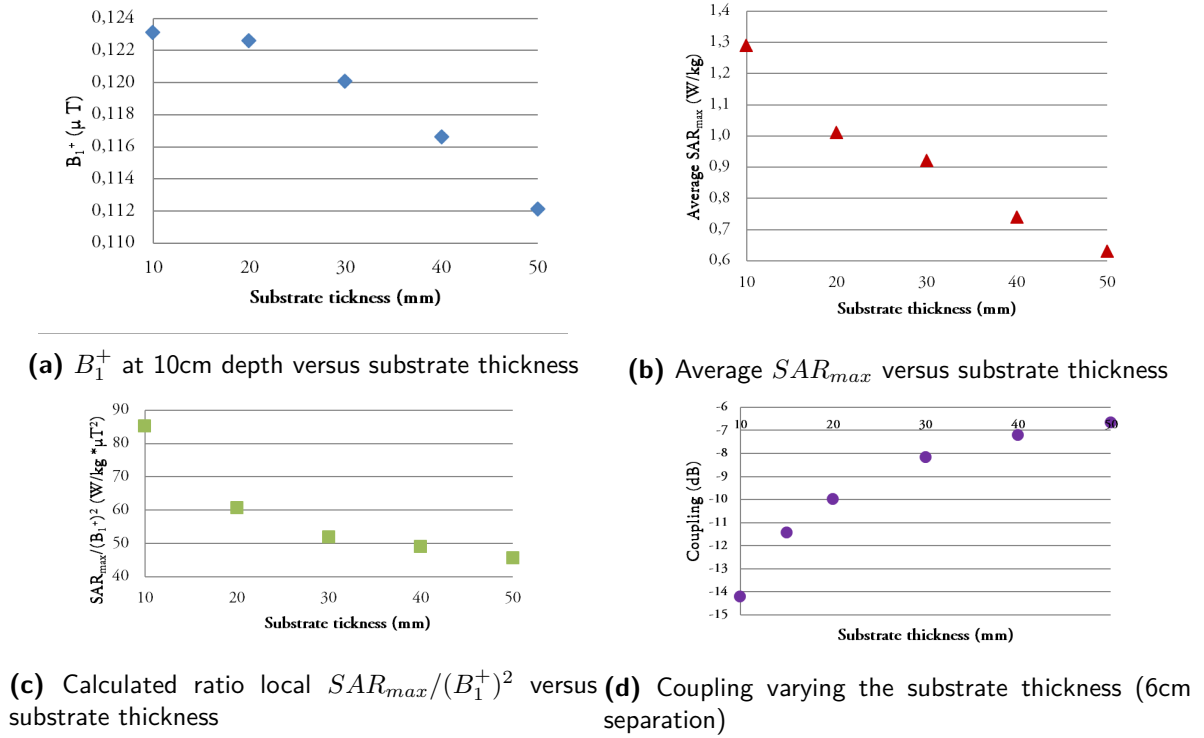 0,124
0,122
0,120
0,118
0,116
0,114
0,112
0,110
B₁⁺ (μ T)
10 20 30 40 50
Substrate tickness (mm)
(a) B₁⁺ at 10cm depth versus substrate thickness
1,4
1,3
1,2
1,1
1,0
0,9
0,8
0,7
0,6
Average SARₘₐₓ (W/kg)
10 20 30 40 50
Substrate thickness (mm)
(b) Average SARₘₐₓ versus substrate thickness
90
80
70
60
50
40
SARₘₐₓ/(B₁⁺)² (W/kg *μT²)
10 20 30 40 50
Substrate tickness (mm)
(c) Calculated ratio local SARₘₐₓ/(B₁⁺)² versus
substrate thickness
-6
-7
-8
-9
-10
-11
-12
-13
-14
-15
Coupling (dB)
10 20 30 40 50
Substrate thickness (mm)
(d) Coupling varying the substrate thickness (6cm
separation)